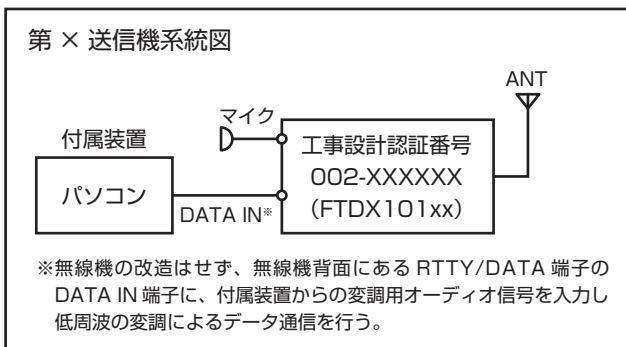 第 × 送信機系統図
ANT
マイク
付属装置
パソコン
DATA IN※
工事設計認証番号
002-XXXXXX
（FTDX101xx）
※無線機の改造はせず、無線機背面にある RTTY/DATA 端子の
DATA IN 端子に、付属装置からの変調用オーディオ信号を入力し
低周波の変調によるデータ通信を行う。